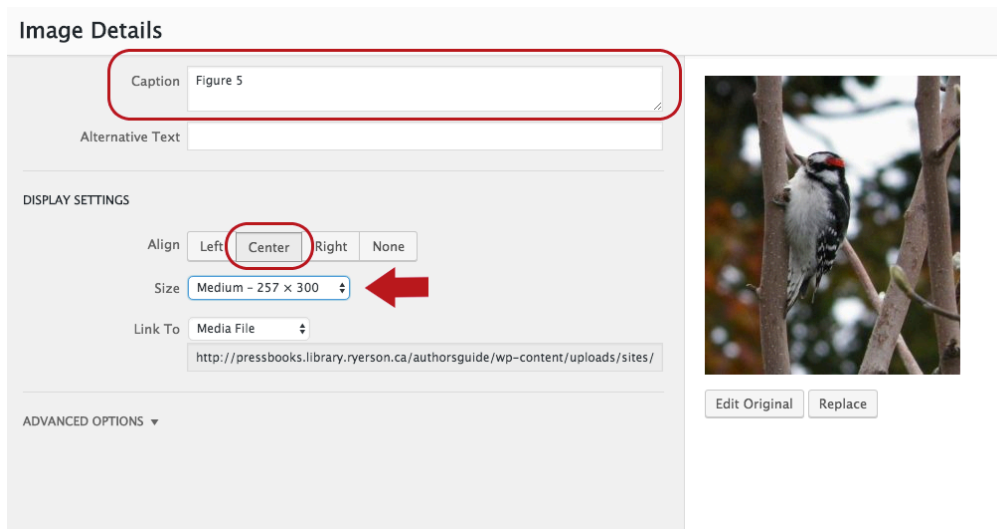 Image Details
Caption Figure 5
Alternative Text
DISPLAY SETTINGS
Align Left Center Right None
Size Medium – 257 × 300
Link To Media File
http://pressbooks.library.ryerson.ca/authorsguide/wp-content/uploads/sites/
ADVANCED OPTIONS
Edit Original Replace